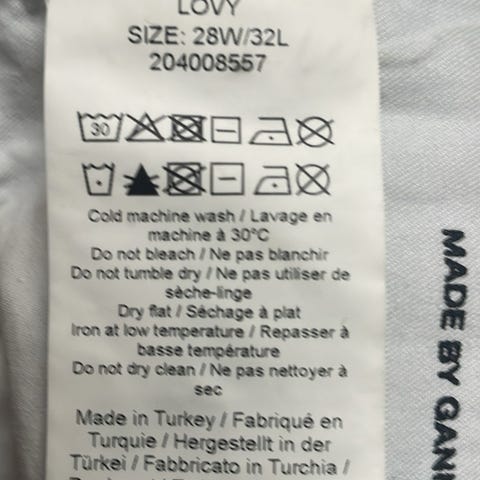 LOVY
SIZE: 28W/32L
204008557
30
Cold machine wash / Lavage en
machine à 30°C
Do not bleach / Ne pas blanchir
Do not tumble dry / Ne pas utiliser de
sèche-linge
Dry flat / Séchage à plat
Iron at low temperature / Repasser à
basse température
Do not dry clean / Ne pas nettoyer à
sec
Made in Turkey / Fabriqué en
Turquie / Hergestellt in der
Türkei / Fabbricato in Turchia /
MADE BY